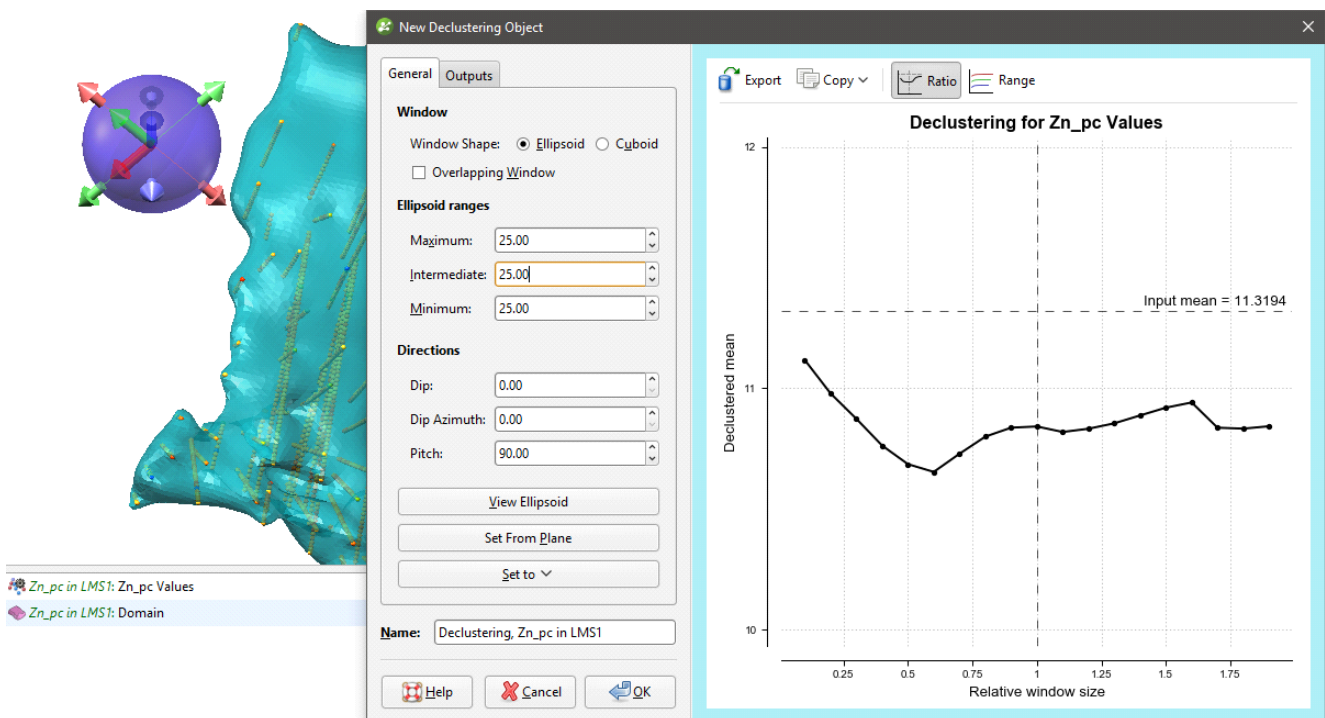 New Declustering Object
General Outputs
Window
Window Shape: Ellipsoid Cuboid
Overlapping Window
Ellipsoid ranges
Maximum: 25.00
Intermediate: 25.00
Minimum: 25.00
Directions
Dip: 0.00
Dip Azimuth: 0.00
Pitch: 90.00
View Ellipsoid
Set From Plane
Set to
Name: Declustering, Zn_pc in LMS1
Help Cancel OK
Zn_pc in LMS1: Zn_pc Values
Zn_pc in LMS1: Domain
Export Copy Ratio Range
Declustering for Zn_pc Values
12
Input mean = 11.3194
11
10
Declustered mean
0.25 0.5 0.75 1 1.25 1.5 1.75
Relative window size